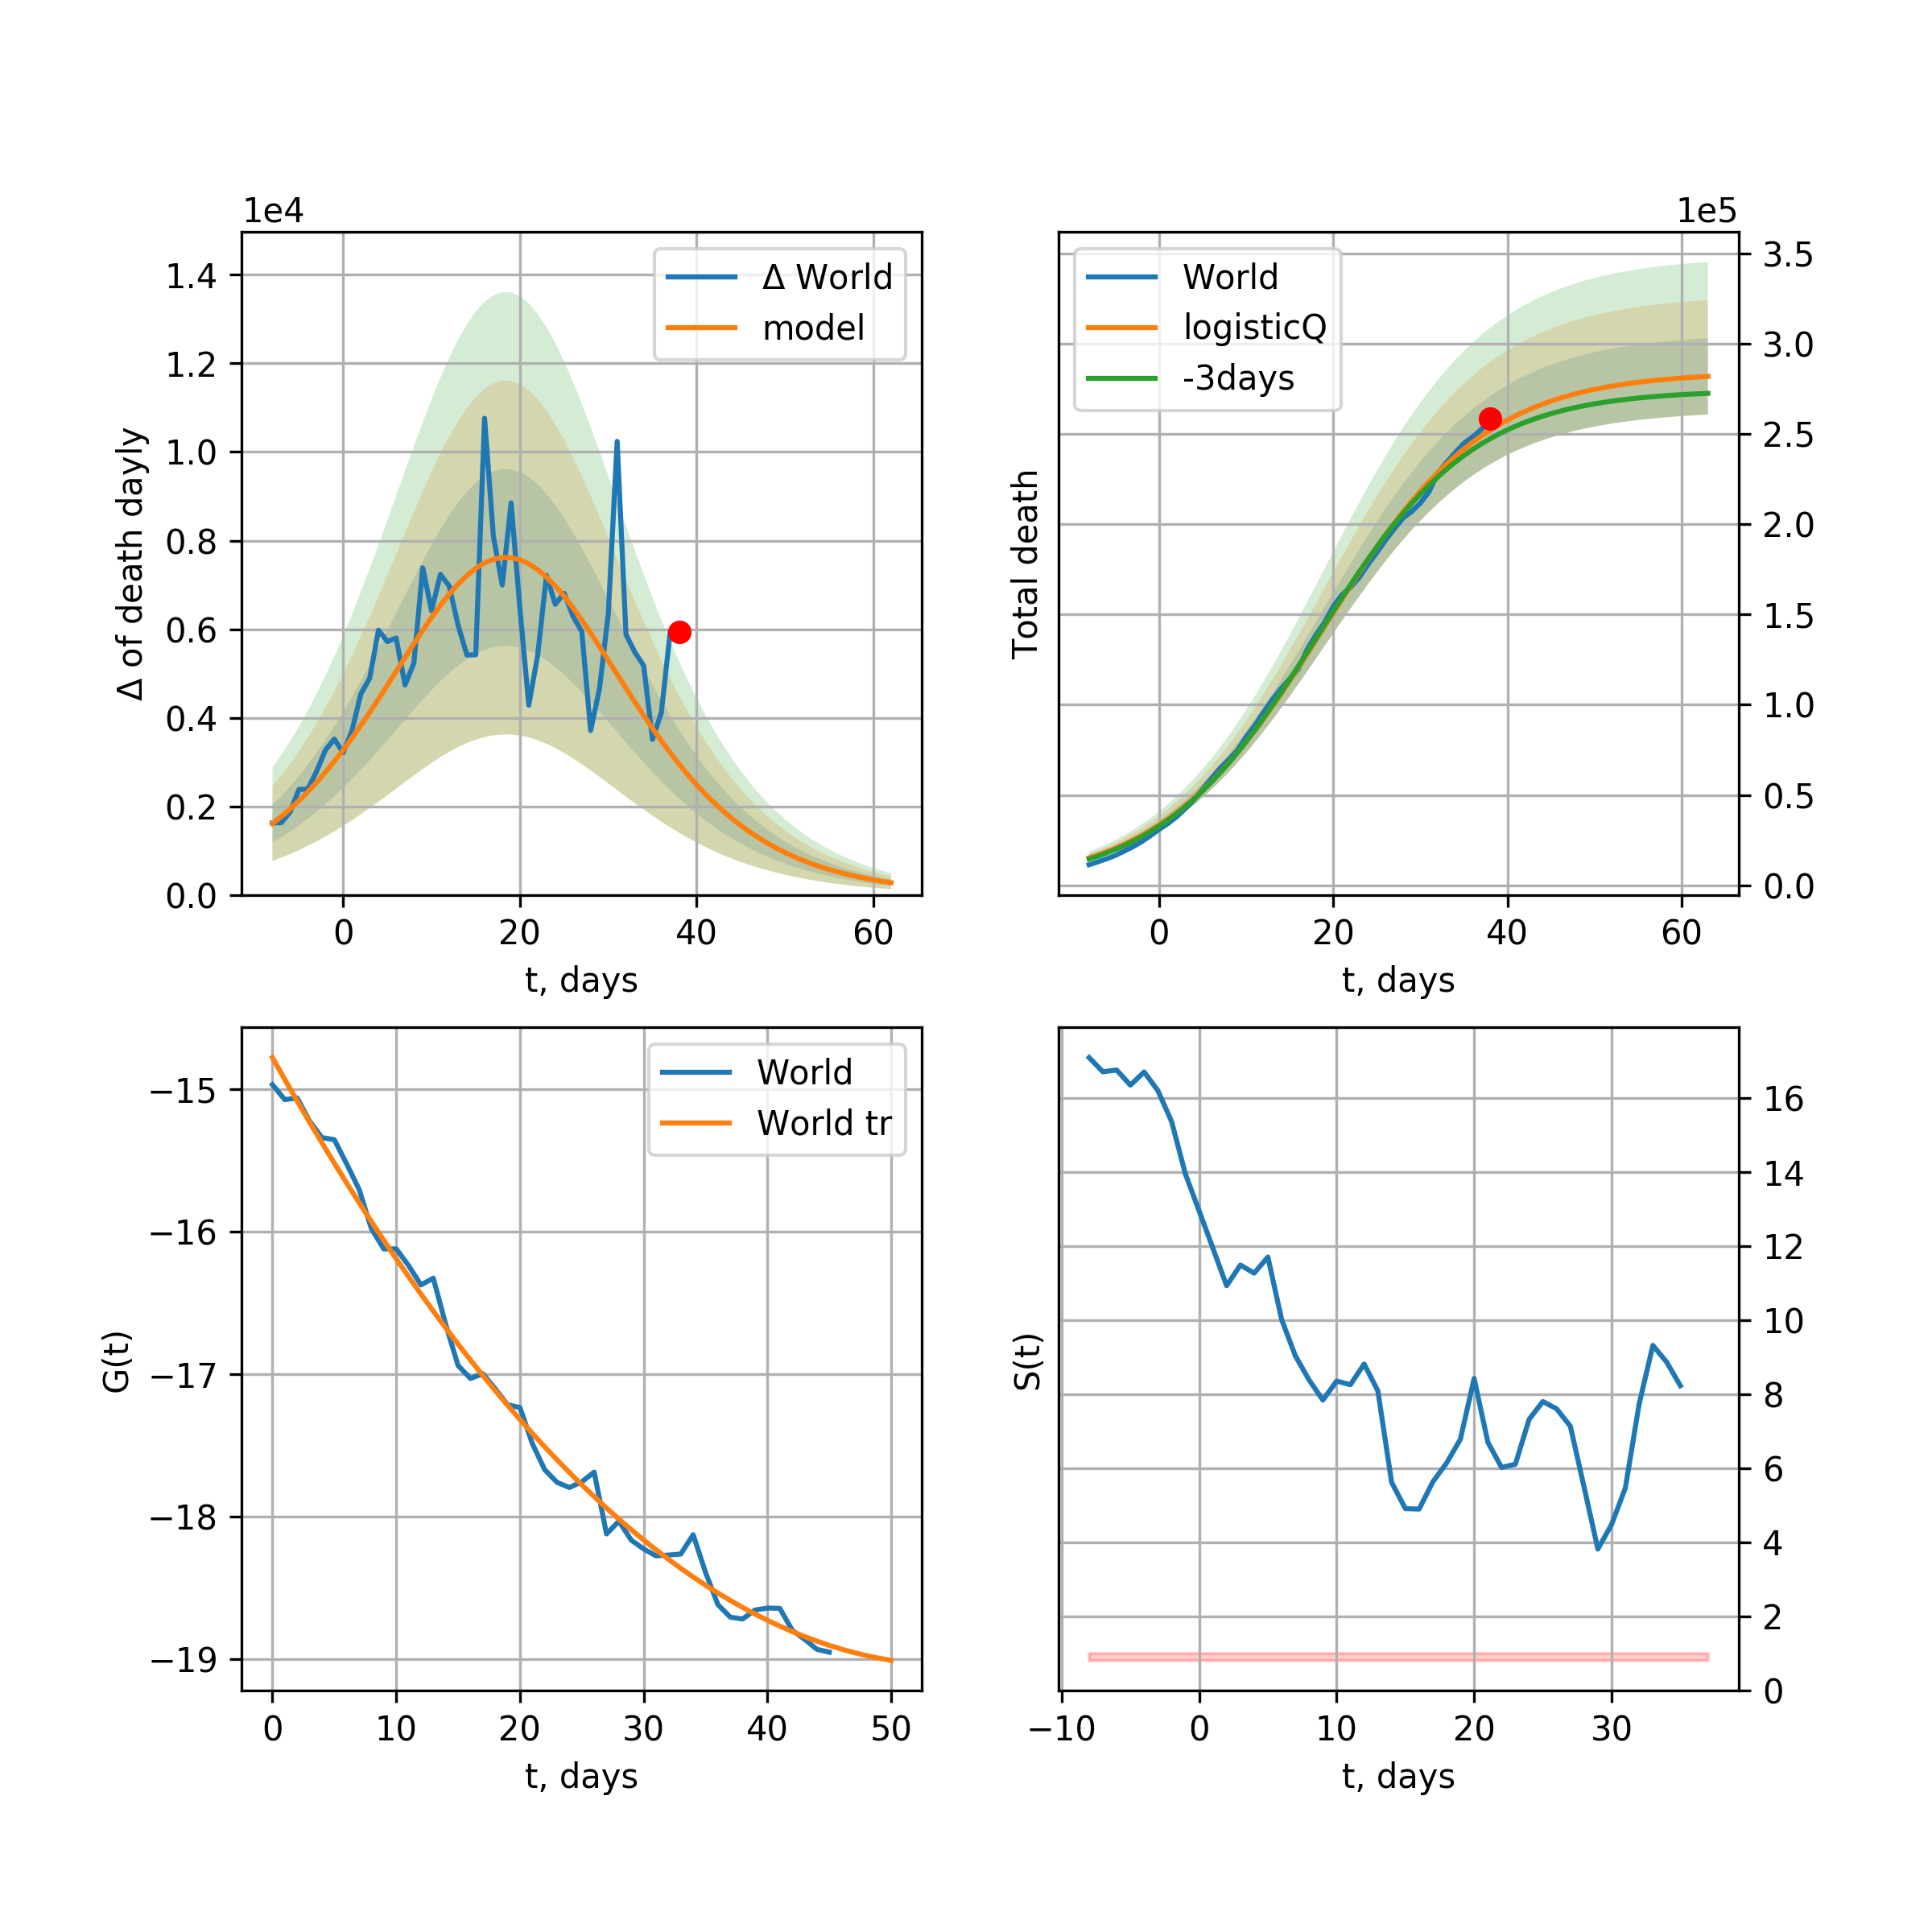 1e4
Δ of death dayly
1.4
1.2
1.0
0.8
0.6
0.4
0.2
0.0
0 20 40 60
t, days
Δ World
model
1e5
Total death
3.5
3.0
2.5
2.0
1.5
1.0
0.5
0.0
0 20 40 60
t, days
World
logisticQ
-3days
G(t)
−15
−16
−17
−18
−19
0 10 20 30 40 50
t, days
World
World tr
S(t)
16
14
12
10
8
6
4
2
0
−10 0 10 20 30
t, days